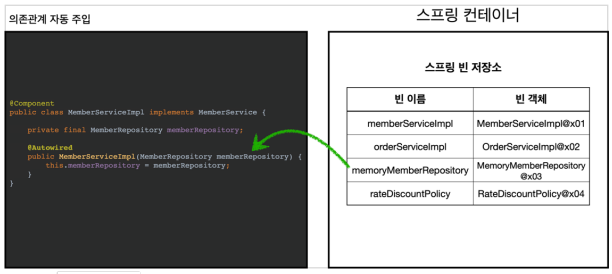 의존관계 자동 주입
스프링 컨테이너
@Component
public class MemberServiceImpl implements MemberService {
private final MemberRepository memberRepository;
@Autowired
public MemberServiceImpl(MemberRepository memberRepository) {
this.memberRepository = memberRepository;
}
}
스프링 빈 저장소
빈 이름 빈 객체
memberServiceImpl MemberServiceImpl@x01
orderServiceImpl OrderServiceImpl@x02
memoryMemberRepository MemoryMemberRepository
@x03
rateDiscountPolicy RateDiscountPolicy@x04